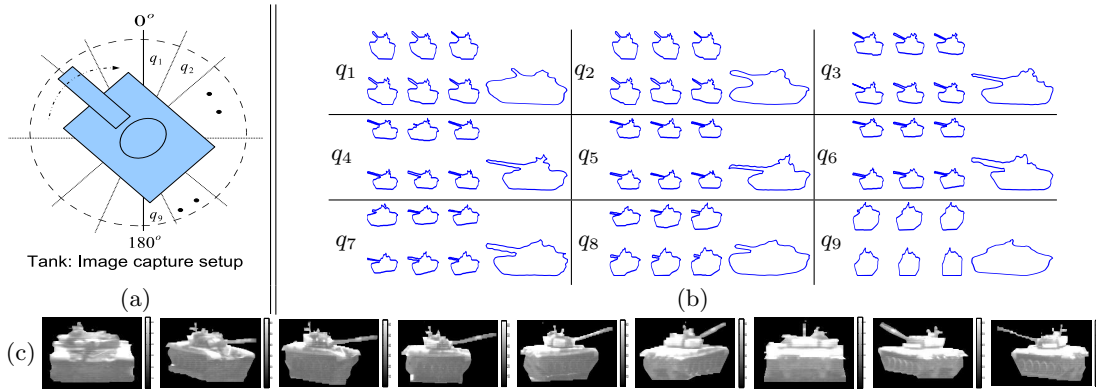 0°
q1
q2
q9
180°
Tank: Image capture setup
(a)
q1
q2
q3
q4
q5
q6
q7
q8
q9
(b)
(c)